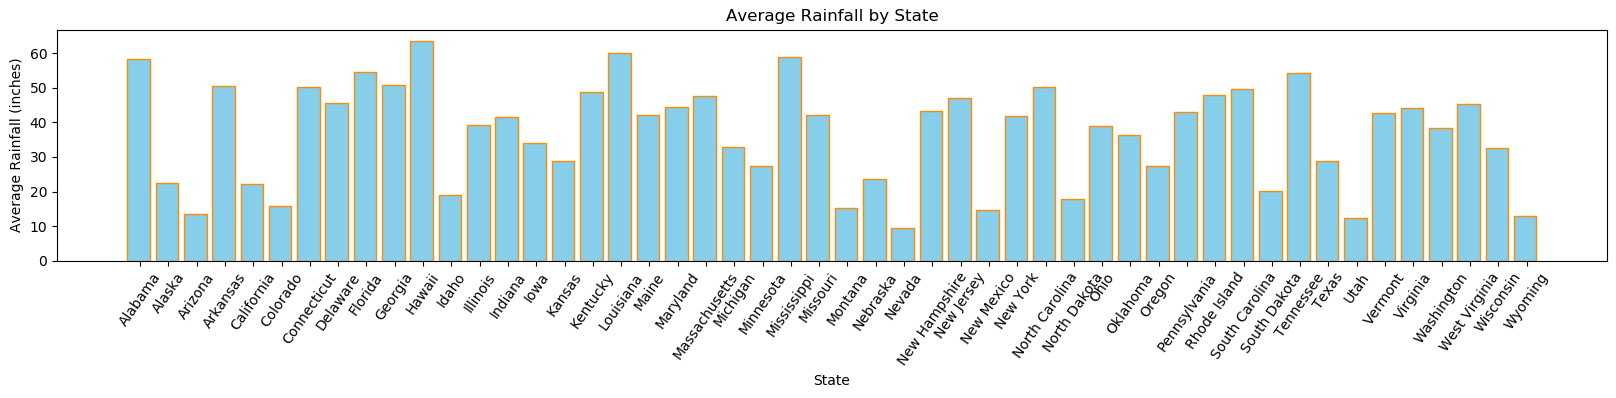 Average Rainfall by State
Average Rainfall (inches)
60
50
40
30
20
10
0
Alabama
Alaska
Arizona
Arkansas
California
Colorado
Connecticut
Delaware
Florida
Georgia
Hawaii
Idaho
Illinois
Indiana
Iowa
Kansas
Kentucky
Louisiana
Maine
Maryland
Massachusetts
Michigan
Minnesota
Mississippi
Missouri
Montana
Nebraska
Nevada
New Hampshire
New Jersey
New Mexico
New York
North Carolina
North Dakota
Ohio
Oklahoma
Oregon
Pennsylvania
Rhode Island
South Carolina
South Dakota
Tennessee
Texas
Utah
Vermont
Virginia
Washington
West Virginia
Wisconsin
Wyoming
State